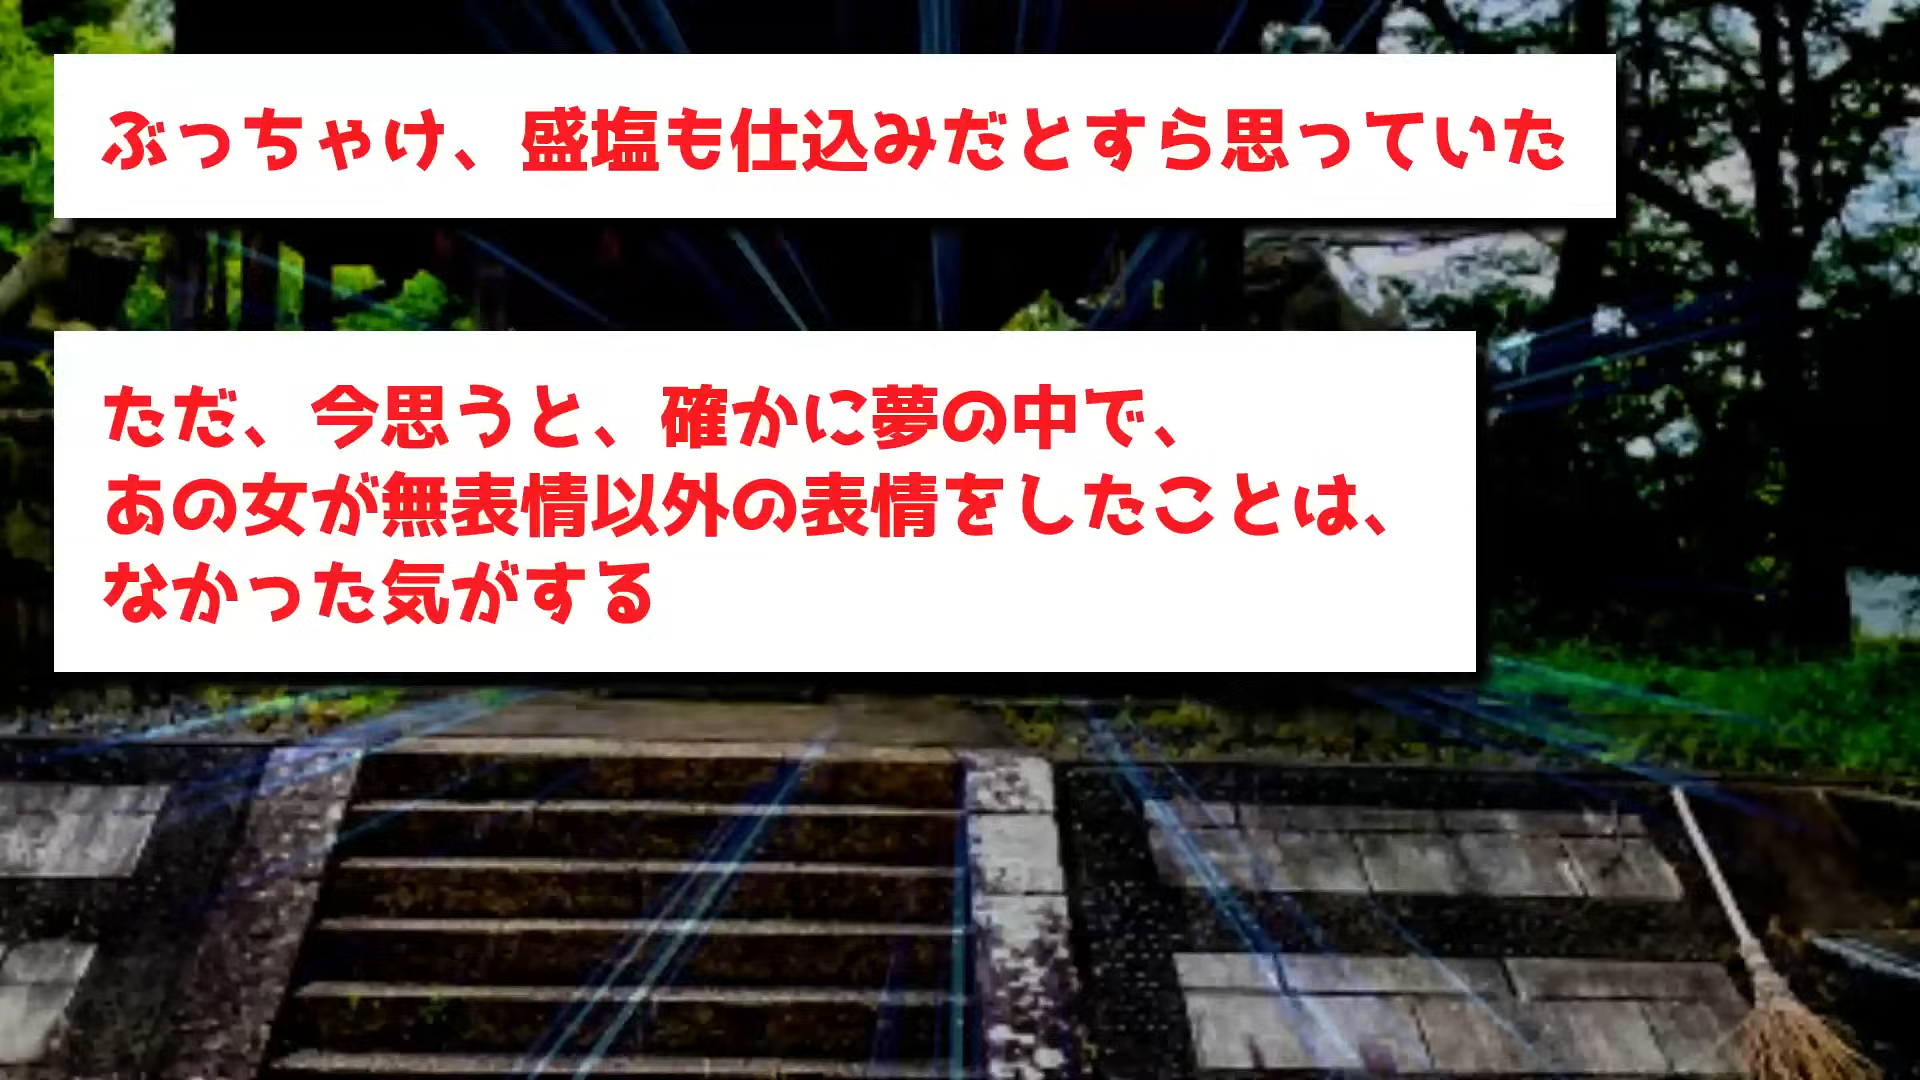 ぶっちゃけ、盛塩も仕込みだとすら思っていた
ただ、今思うと、確かに夢の中で、
あの女が無表情以外の表情をしたことは、
なかった気がする